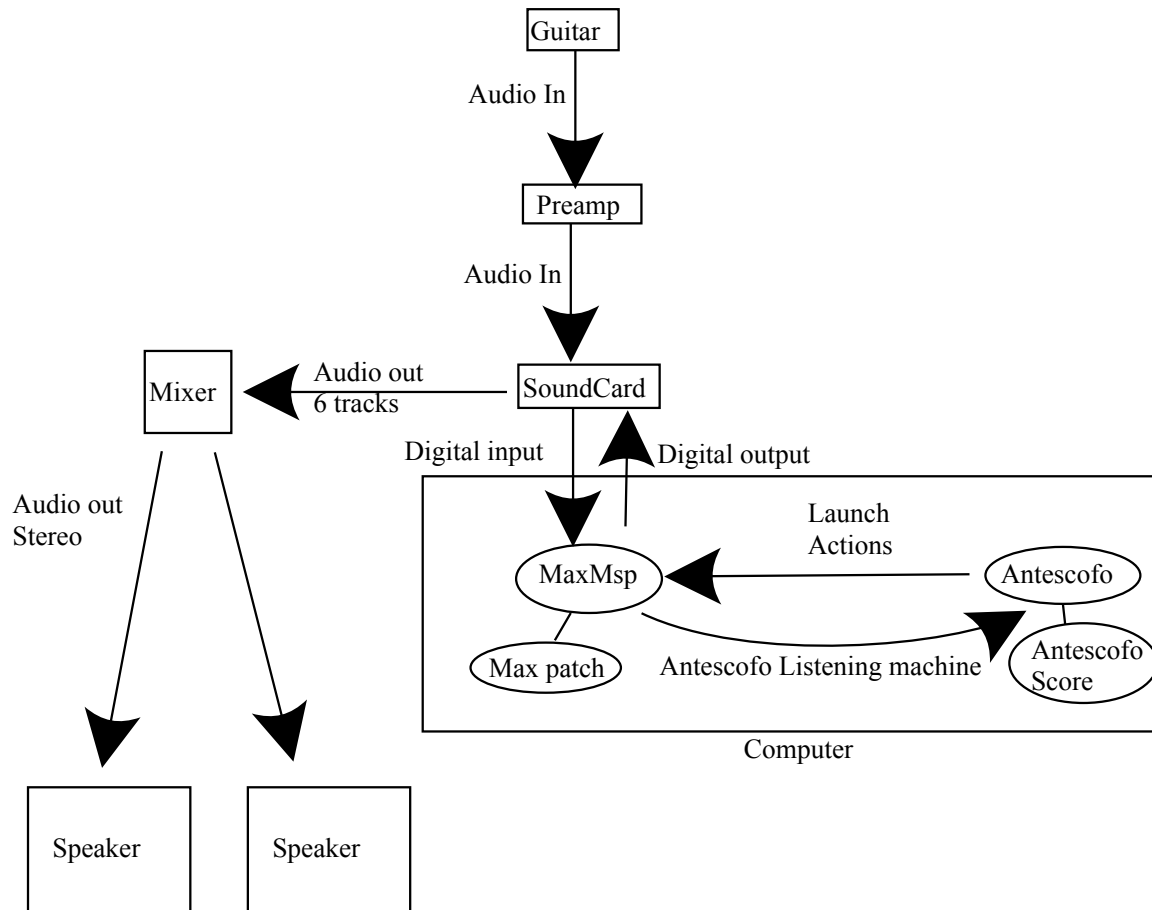 Guitar
Audio In
Preamp
Audio In
SoundCard
Audio out
6 tracks
Mixer
Digital input
Digital output
Audio out
Stereo
Launch
Actions
MaxMsp
Antescofo
Max patch
Antescofo Listening machine
Antescofo
Score
Computer
Speaker
Speaker